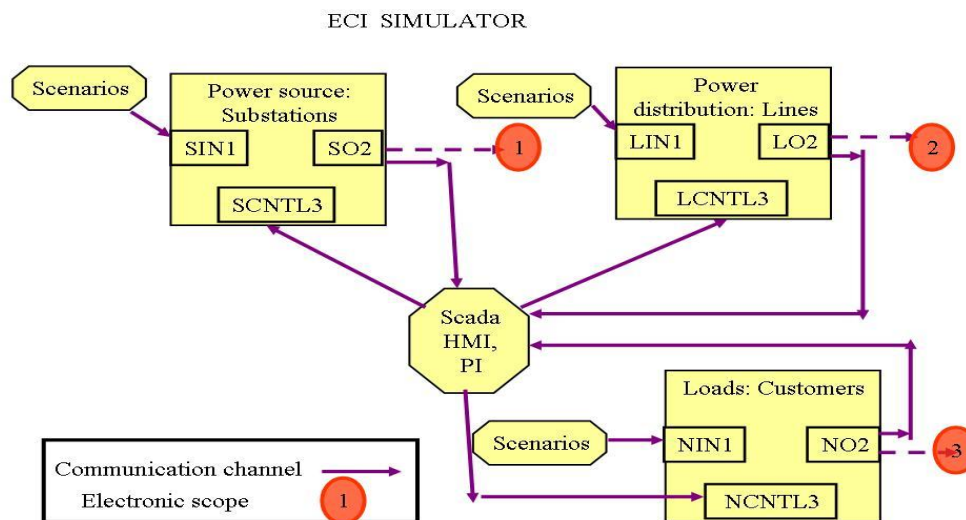 ECI SIMULATOR
Scenarios
Power source:
Substations
SIN1
SO2
SCNTL3
1
Scenarios
Power
distribution: Lines
LIN1
LO2
LCNTL3
2
Scada
HMI,
PI
Loads: Customers
Scenarios
NIN1
NO2
NCNTL3
3
Communication channel
Electronic scope
1